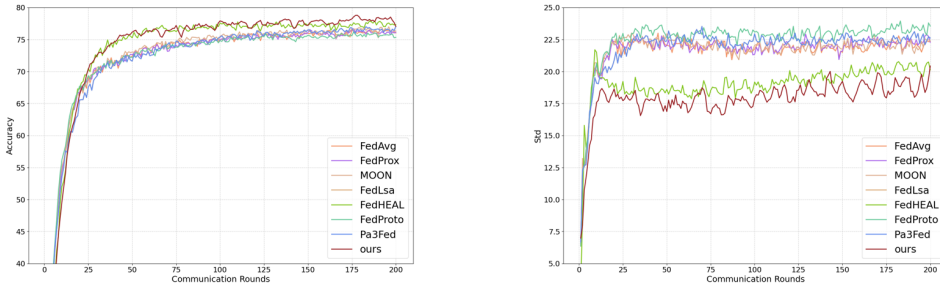 80
75
70
65
60
55
50
45
40
Accuracy
0 25 50 75 100 125 150 175 200
Communication Rounds
FedAvg
FedProx
MOON
FedLsa
FedHEAL
FedProto
Pa3Fed
ours
25.0
22.5
20.0
17.5
15.0
12.5
10.0
7.5
5.0
Std
0 25 50 75 100 125 150 175 200
Communication Rounds
FedAvg
FedProx
MOON
FedLsa
FedHEAL
FedProto
Pa3Fed
ours